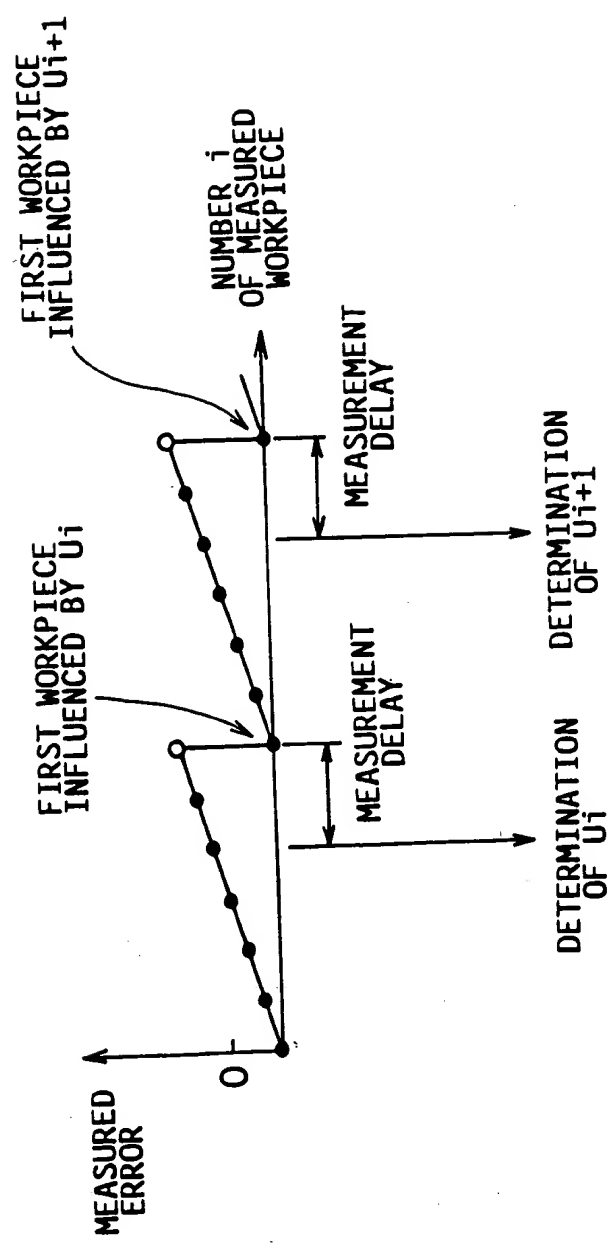 MEASURED
ERROR
0
FIRST WORKPIECE
INFLUENCED BY Ui
FIRST WORKPIECE
INFLUENCED BY Ui+1
NUMBER i
OF MEASURED
WORKPIECE
MEASUREMENT
DELAY
MEASUREMENT
DELAY
DETERMINATION
OF Ui
DETERMINATION
OF Ui+1